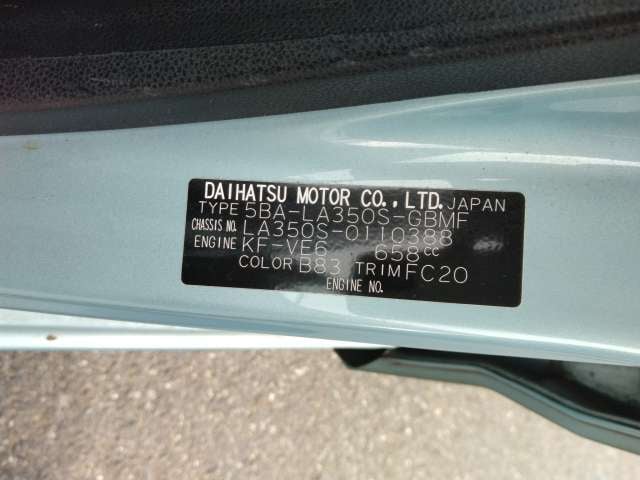 DAIHATSU MOTOR CO.,LTD. JAPAN
TYPE 5BA-LA350S-GBMF
CHASSIS NO. LA350S-0110388
ENGINE KF-VE6 658cc
COLOR B83 TRIM FC20
ENGINE NO.